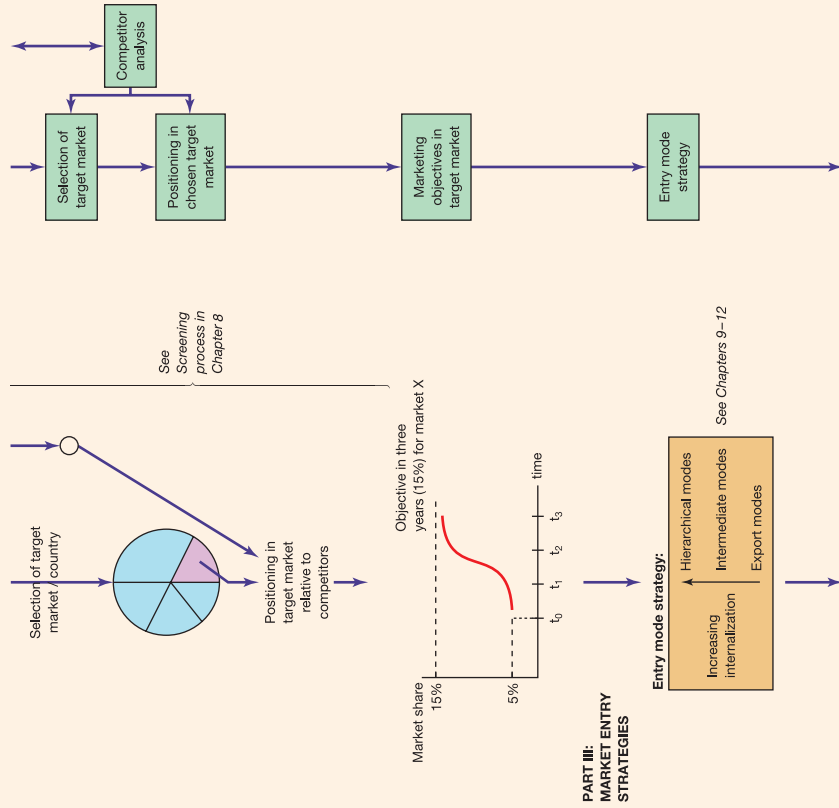 Selection of target
market / country
Positioning in
target market
relative to
competitors
See
Screening
process in
Chapter 8
Selection of
target market
Competitor
analysis
Positioning in
chosen target
market
Market share
15%
5%
Objective in three
years (15%) for market X
t0
t1
t2
t3
time
Marketing
objectives in
target market
PART III:
MARKET ENTRY
STRATEGIES
Entry mode strategy:
Increasing
internalization
Hierarchical modes
Intermediate modes
Export modes
See Chapters 9–12
Entry mode
strategy